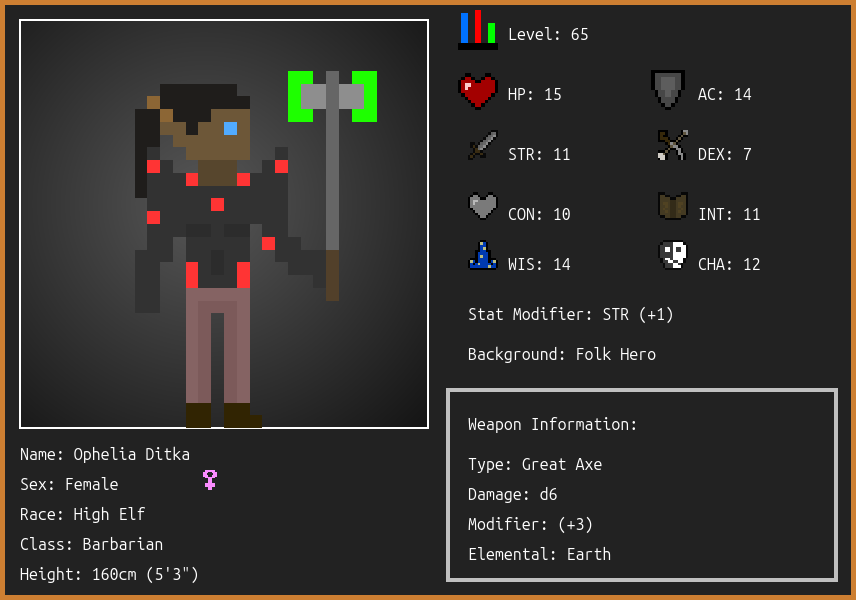 Level: 65
HP: 15
AC: 14
STR: 11
DEX: 7
CON: 10
INT: 11
WIS: 14
CHA: 12
Stat Modifier: STR (+1)
Background: Folk Hero
Weapon Information:
Type: Great Axe
Damage: d6
Modifier: (+3)
Elemental: Earth
Name: Ophelia Ditka
Sex: Female
Race: High Elf
Class: Barbarian
Height: 160cm (5'3")